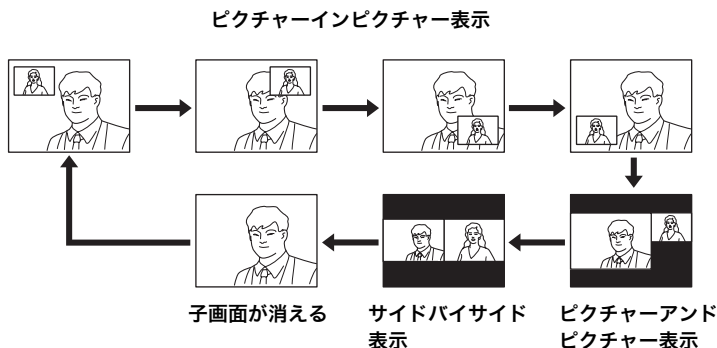 ピクチャーインピクチャー表示
子画面が消える
サイドバイサイド
表示
ピクチャーアンド
ピクチャー表示